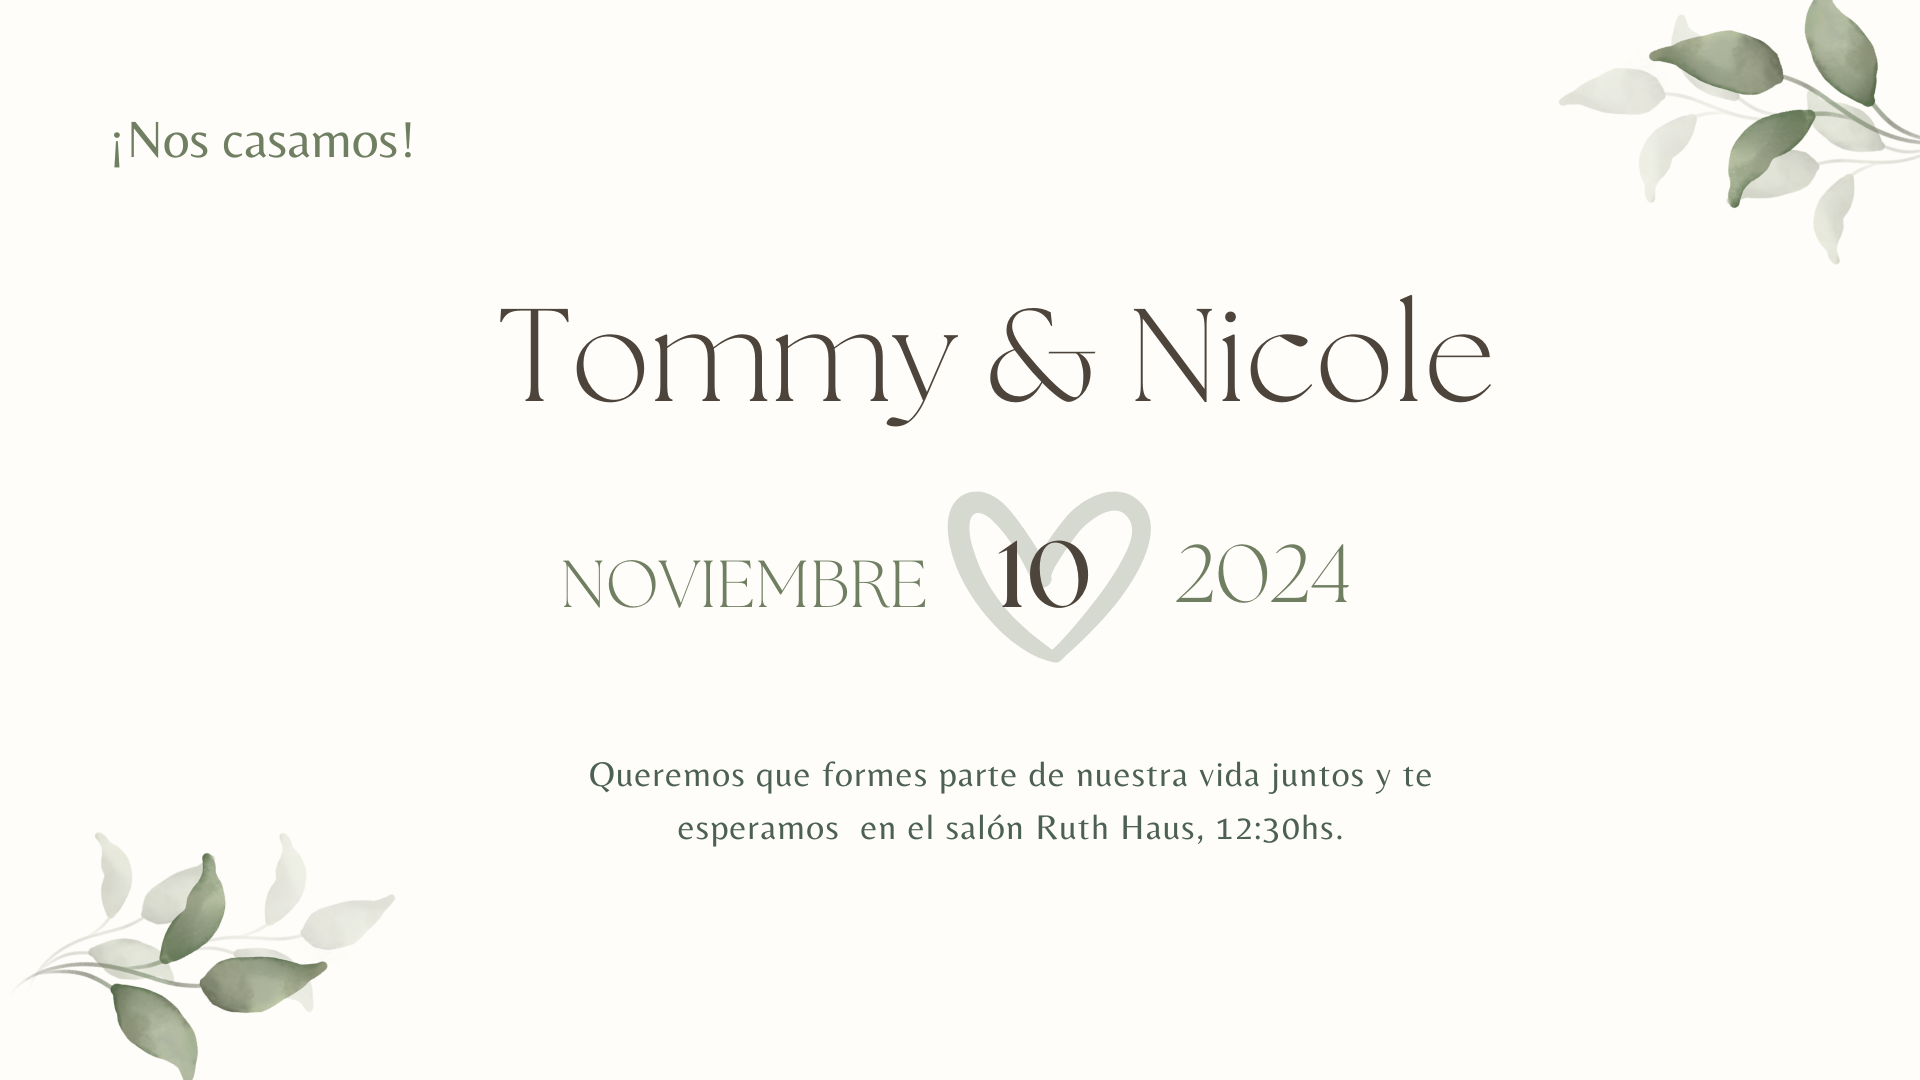 ¡Nos casamos!
Tommy & Nicole
NOVIEMBRE 10 2024
Queremos que formes parte de nuestra vida juntos y te
esperamos  en el salón Ruth Haus, 12:30hs.